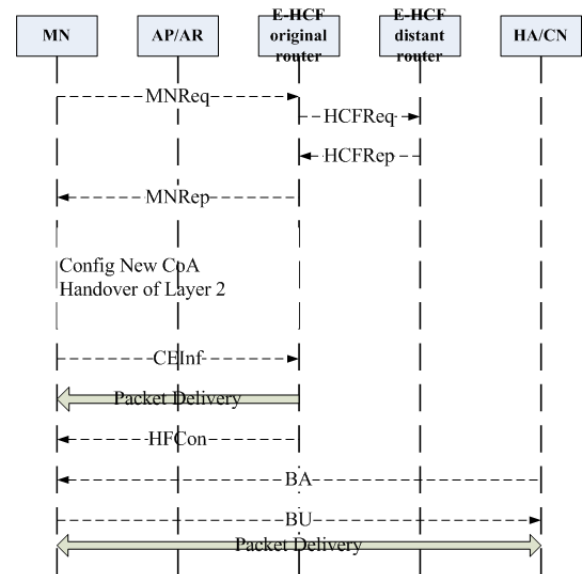 MN
AP/AR
E-HCF
original
router
E-HCF
distant
router
HA/CN
MNReq
HCFReq
HCFRep
MNRep
Config New CoA
Handover of Layer 2
CEInf
Packet Delivery
HFCon
BA
BU
Packet Delivery